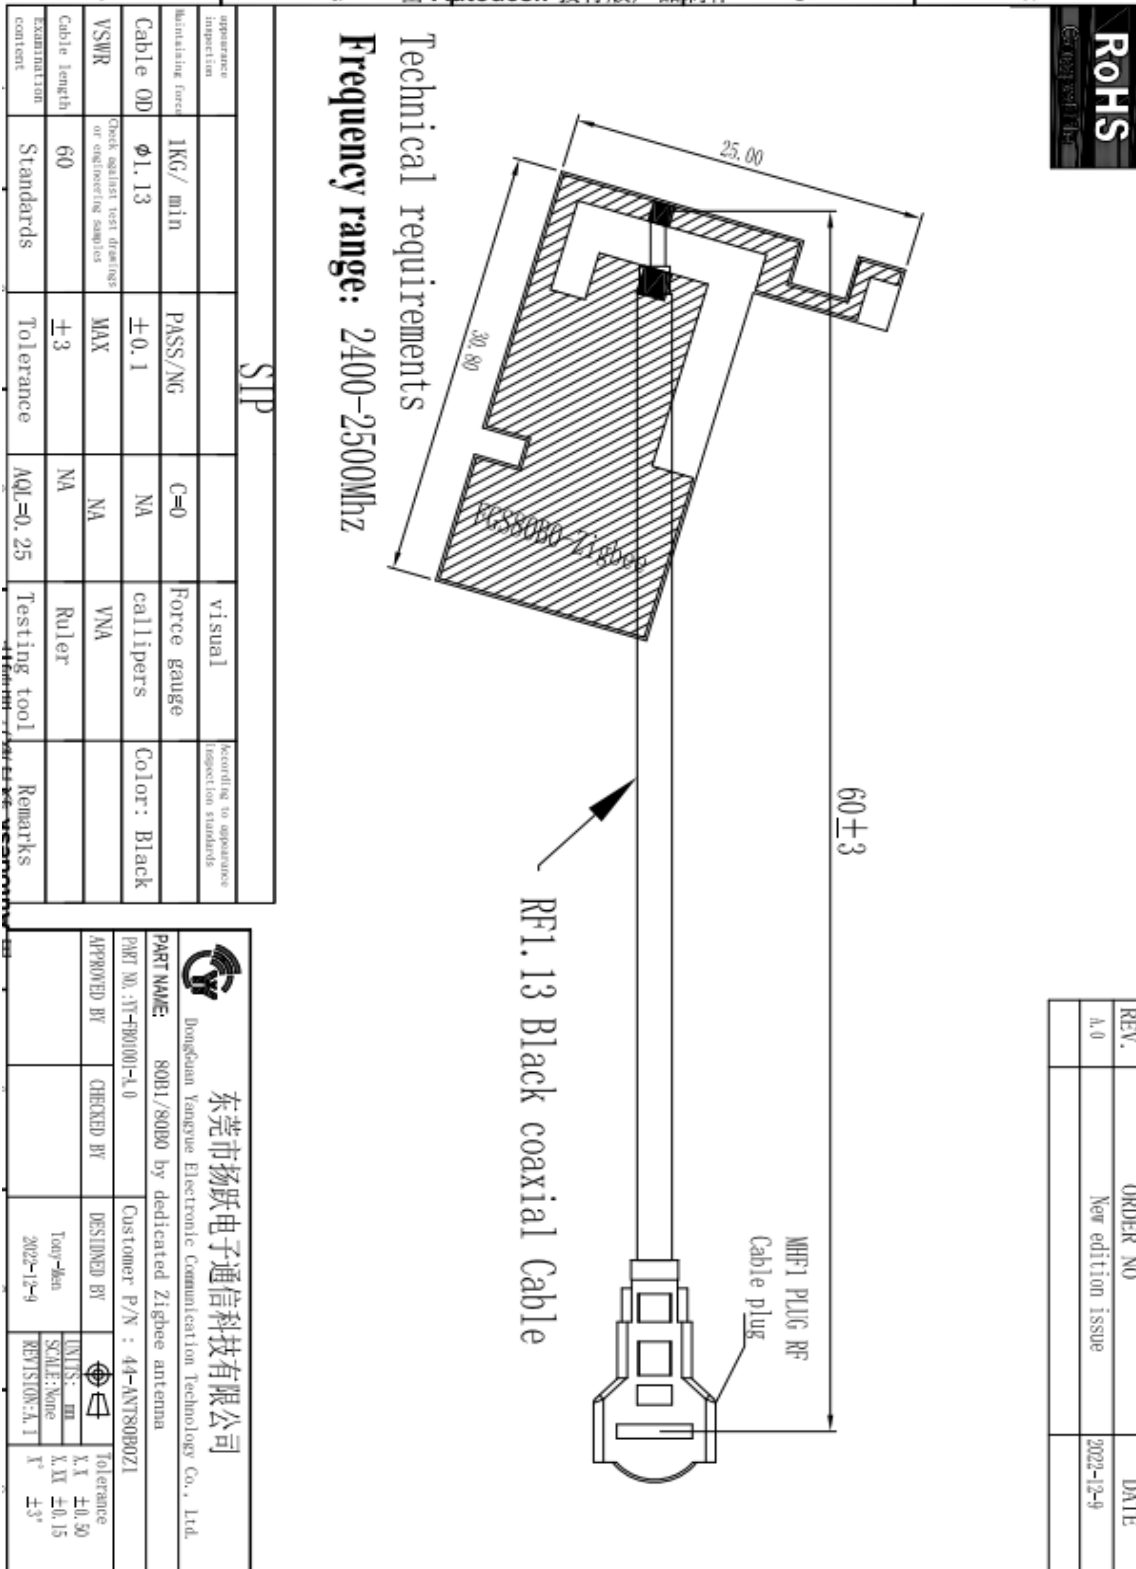 RoHS
REV.
ORDER NO
DATE
A.0
New edition issue
2022-12-9
25.00
30.80
FGS80B0-Zigbee
60±3
RF1.13 Black coaxial Cable
MHF1 PLUG RF
Cable plug
Technical requirements
Frequency range: 2400-2500Mhz
SIP
appearance
inspection
visual
According to appearance
inspection standards
Maintaining force
1KG/ min
PASS/NG
C=0
Force gauge
Cable OD
Φ1.13
±0.1
NA
callipers
Color: Black
VSWR
Check against test drawings
or engineering samples
MAX
NA
VNA
Cable length
60
±3
NA
Ruler
Examination
content
Standards
Tolerance
AQL=0.25
Testing tool
Remarks
东莞市扬跃电子通信科技有限公司
DongGuan Yangyue Electronic Communication Technology Co., Ltd.
PART NAME: 80B1/80B0 by dedicated Zigbee antenna
PART NO.:YY-FB01001-A.0
Customer P/N : 44-ANT80B0Z1
APPROVED BY
CHECKED BY
DESIDNED BY
Tony-Wen
2022-12-9
UNITS: mm
SCALE:None
REVISION:A.1
Tolerance
X.X ±0.50
X.XX ±0.15
X° ±3°